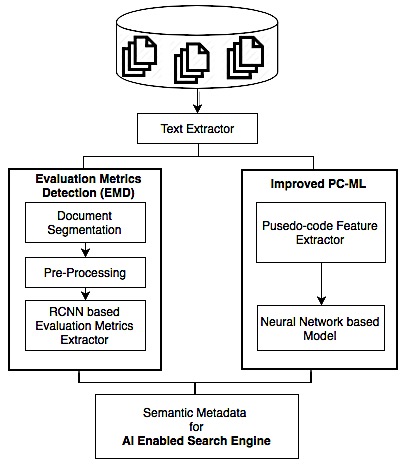 Text Extractor
Evaluation Metrics
Detection (EMD)
Document
Segmentation
Pre-Processing
RCNN based
Evaluation Metrics
Extractor
Improved PC-ML
Pusedo-code Feature
Extractor
Neural Network based
Model
Semantic Metadata
for
AI Enabled Search Engine